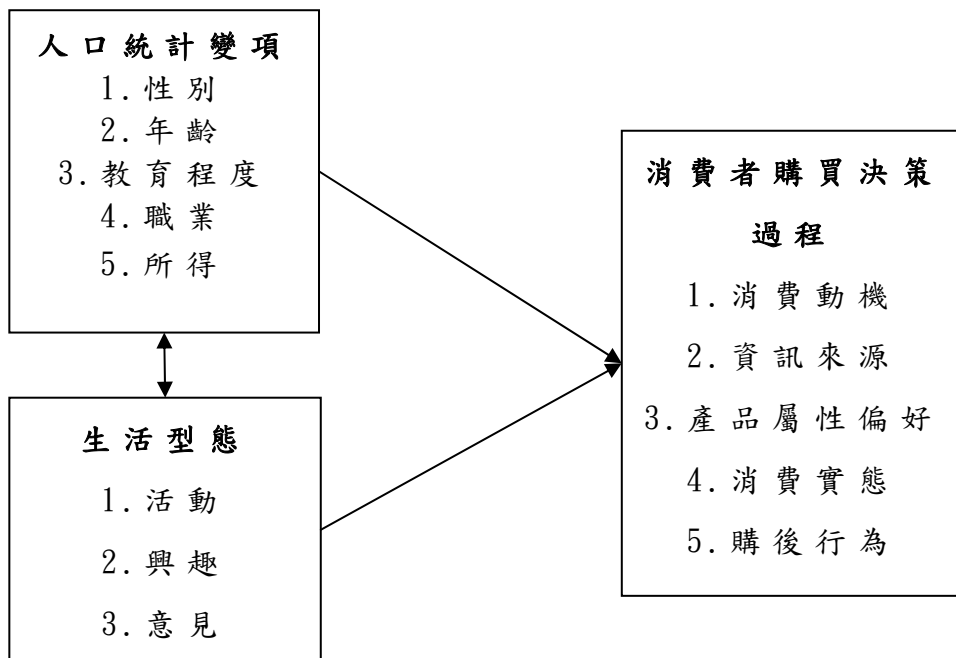 人口統計變項
1.性別
2.年齡
3.教育程度
4.職業
5.所得
生活型態
1.活動
2.興趣
3.意見
消費者購買決策
過程
1.消費動機
2.資訊來源
3.產品屬性偏好
4.消費實態
5.購後行為